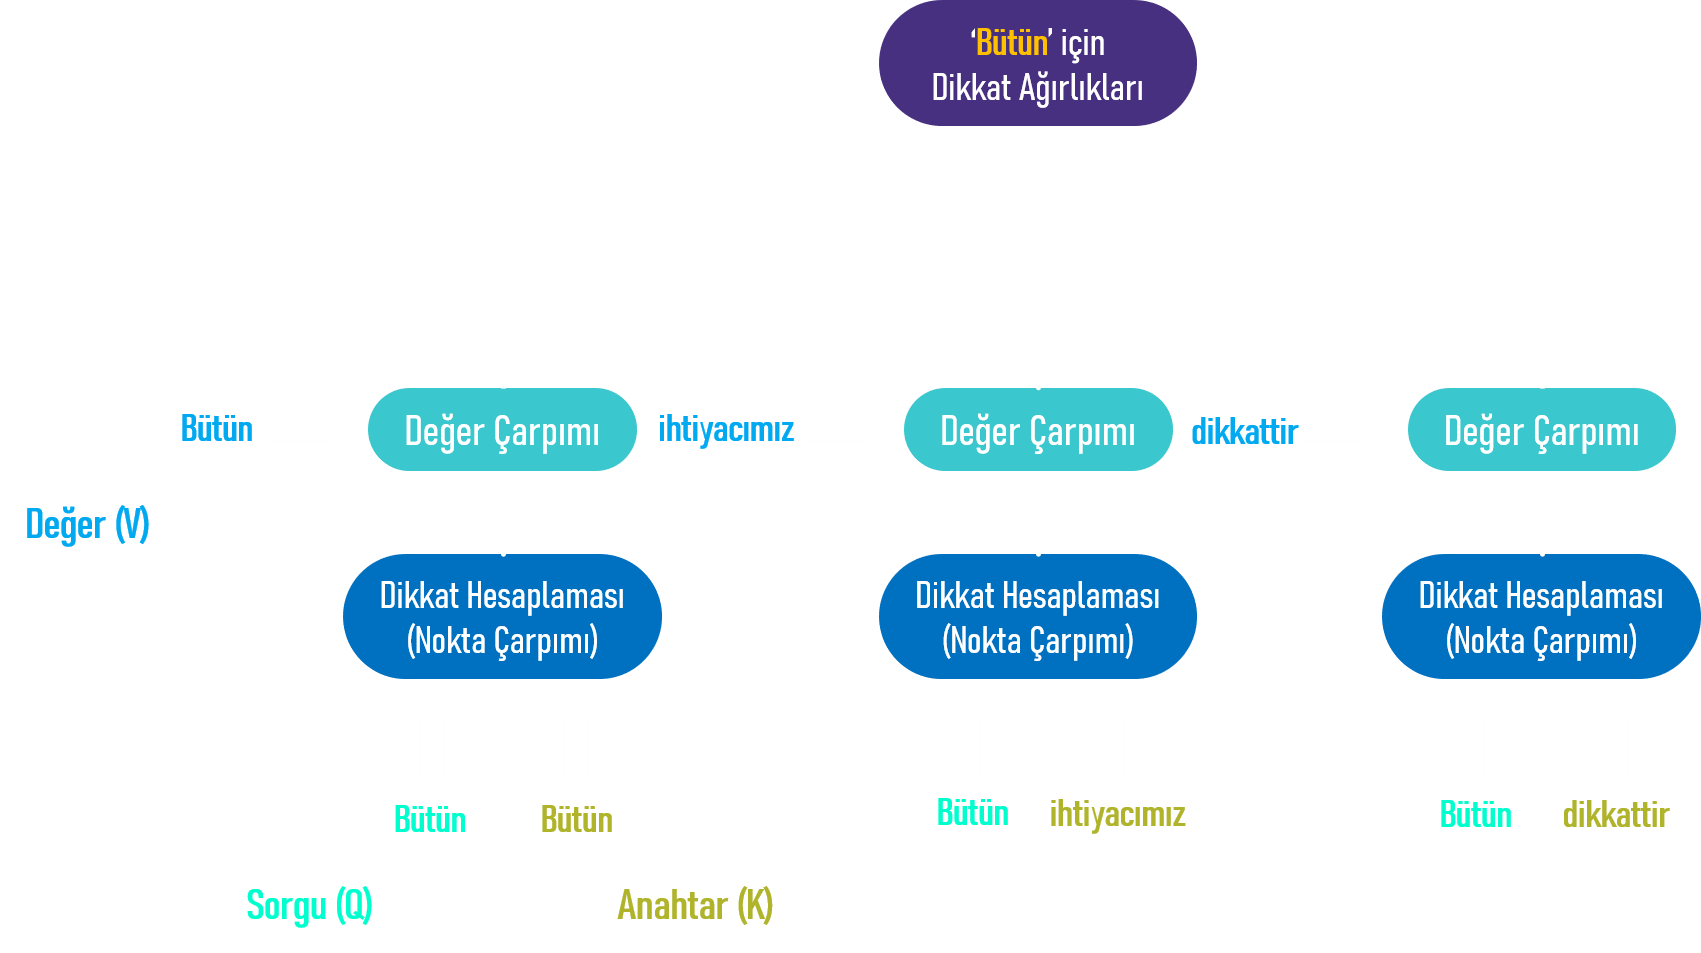 ‘Bütün’ için
Dikkat Ağırlıkları
Bütün
Değer Çarpımı
ihtiyacımız
Değer Çarpımı
dikkattir
Değer Çarpımı
Değer (V)
Dikkat Hesaplaması
(Nokta Çarpımı)
Dikkat Hesaplaması
(Nokta Çarpımı)
Dikkat Hesaplaması
(Nokta Çarpımı)
Bütün
Bütün
Bütün
ihtiyacımız
Bütün
dikkattir
Sorgu (Q)
Anahtar (K)